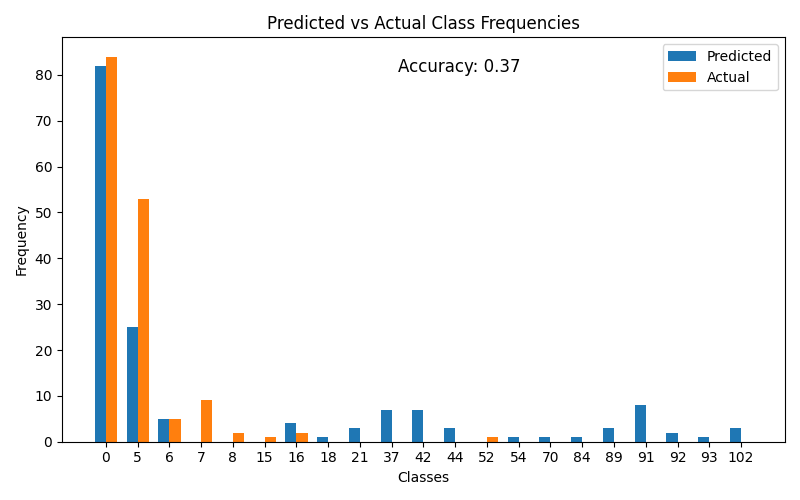 Predicted vs Actual Class Frequencies
Accuracy: 0.37
Predicted
Actual
Frequency
80
70
60
50
40
30
20
10
0
0 5 6 7 8 15 16 18 21 37 42 44 52 54 70 84 89 91 92 93 102
Classes